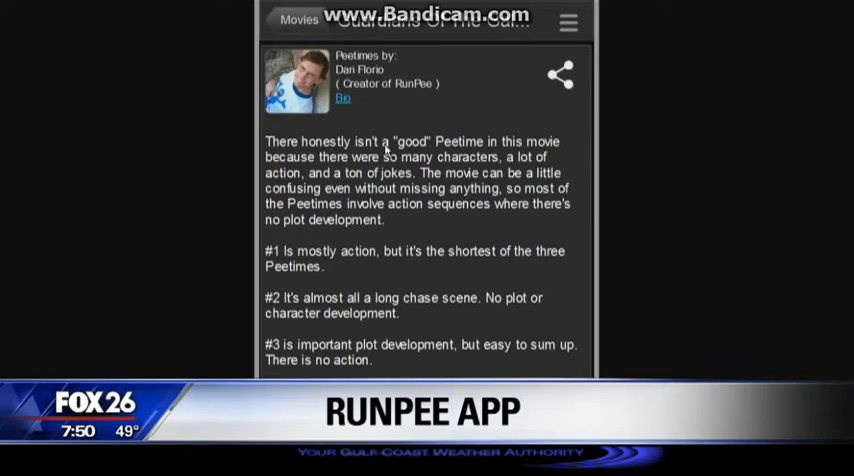 Movies
www.Bandicam.com
Guardians Of The Gal...
Peetimes by:
Dan Florio
( Creator of RunPee )
Bio
There honestly isn't a "good" Peetime in this movie
because there were so many characters, a lot of
action, and a ton of jokes. The movie can be a little
confusing even without missing anything, so most of
the Peetimes involve action sequences where there's
no plot development.
#1 Is mostly action, but it's the shortest of the three
Peetimes.
#2 It's almost all a long chase scene. No plot or
character development.
#3 is important plot development, but easy to sum up.
There is no action.
FOX 26
RUNPEE APP
7:50 49°
YOUR GULF COAST WEATHER AUTHORITY